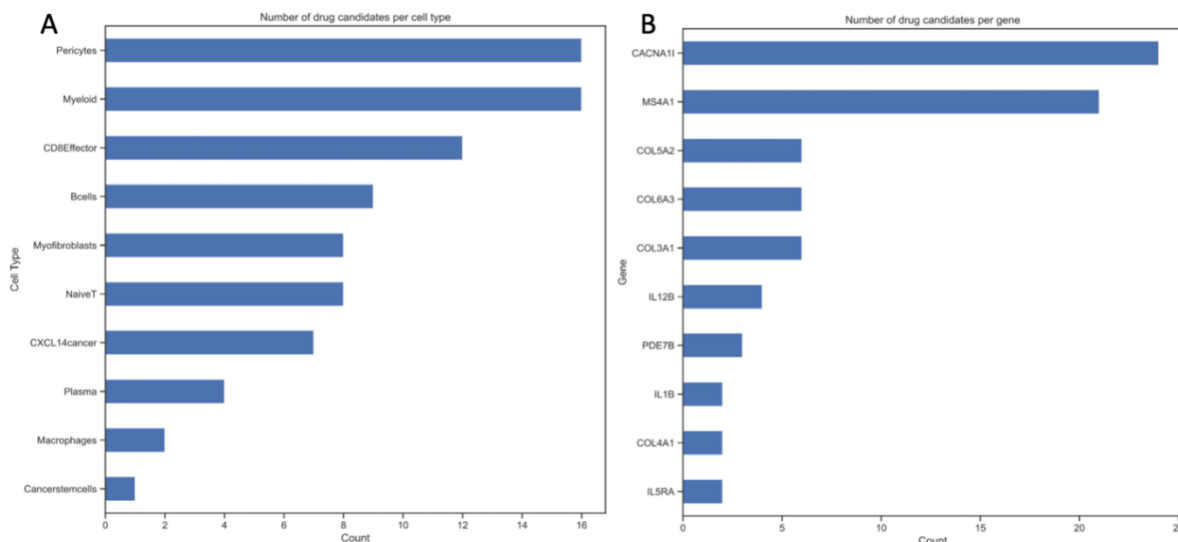 A
Number of drug candidates per cell type
Cell Type
Pericytes
Myeloid
CD8Effector
Bcells
Myofibroblasts
NaiveT
CXCL14cancer
Plasma
Macrophages
Cancerstemcells
0 2 4 6 8 10 12 14 16
Count
B
Number of drug candidates per gene
Gene
CACNA1I
MS4A1
COL5A2
COL6A3
COL3A1
IL12B
PDE7B
IL1B
COL4A1
IL5RA
0 5 10 15 20 25
Count